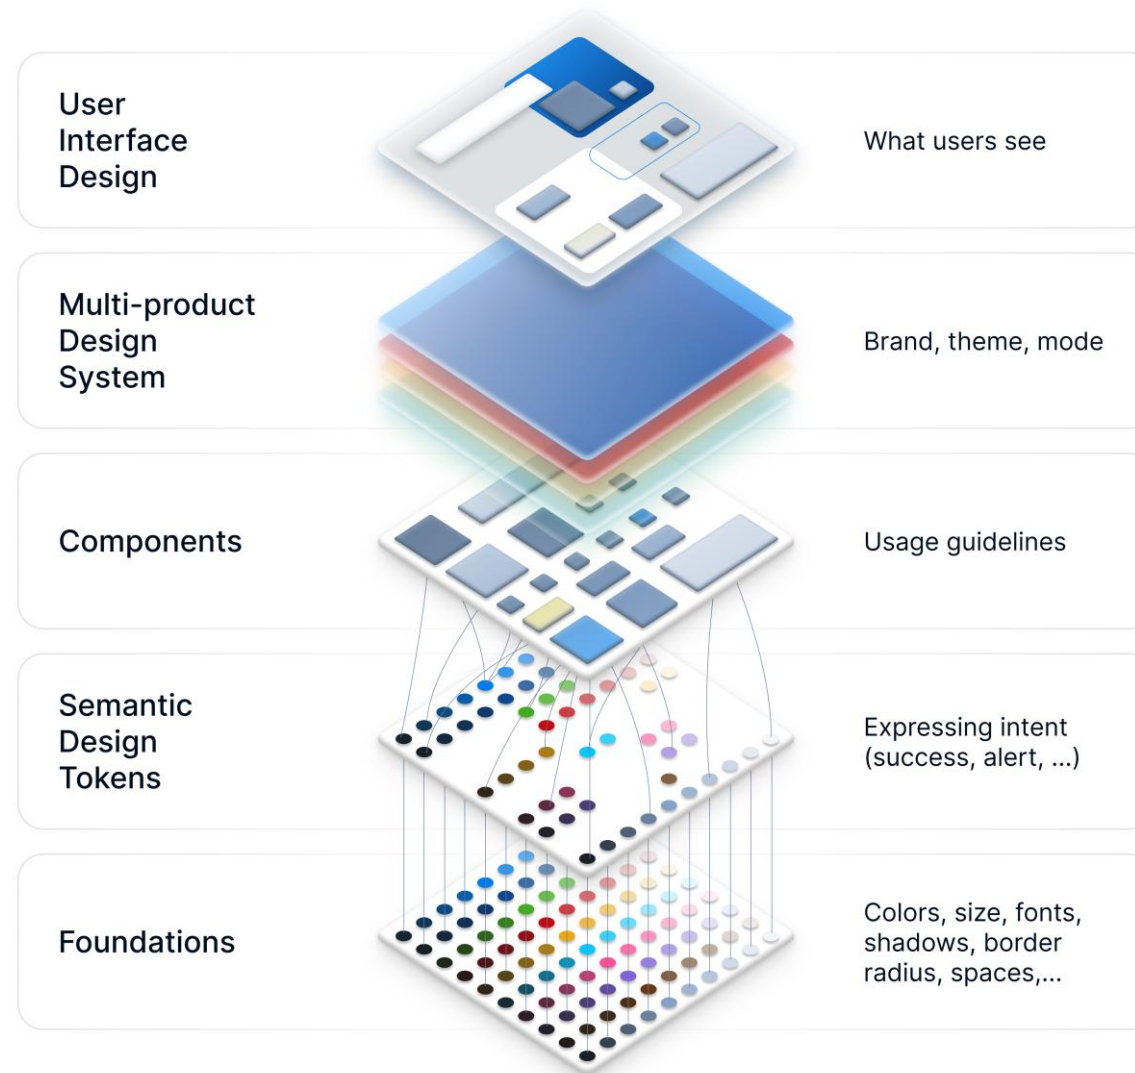 User
Interface
Design
What users see
Multi-product
Design
System
Brand, theme, mode
Components
Usage guidelines
Semantic
Design
Tokens
Expressing intent
(success, alert, ...)
Foundations
Colors, size, fonts,
shadows, border
radius, spaces,...